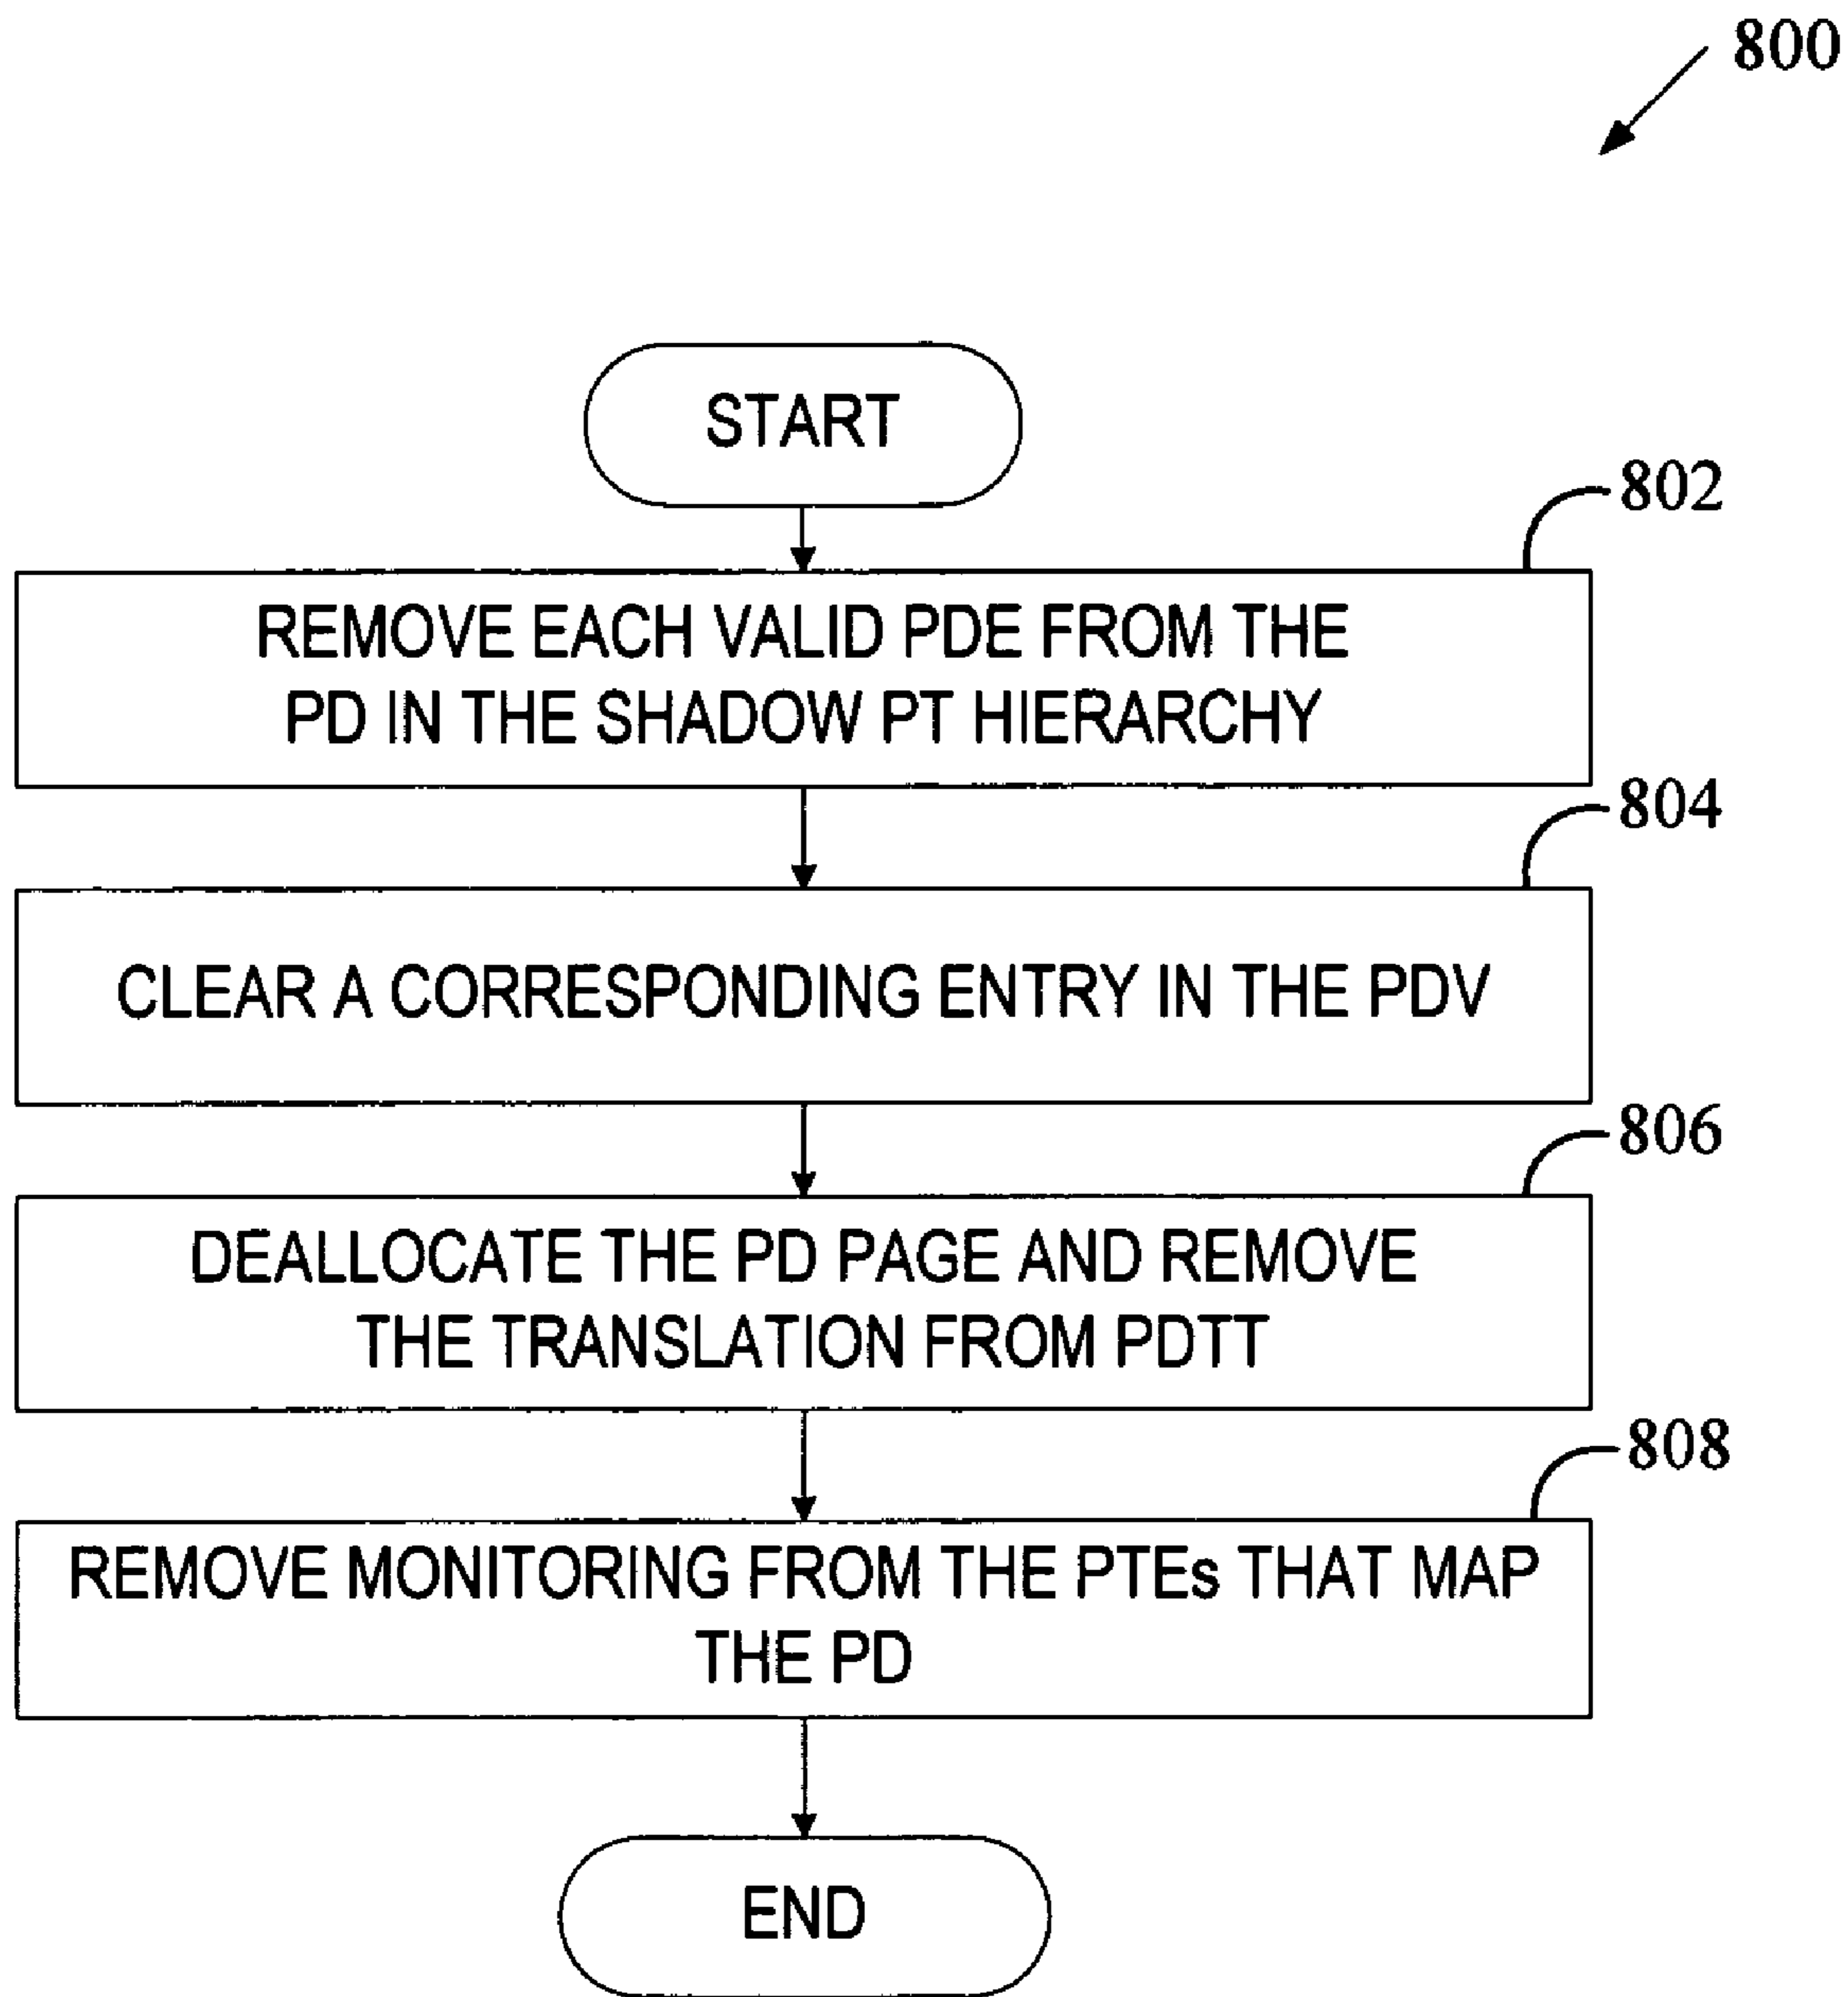 800
START
802
REMOVE EACH VALID PDE FROM THE
PD IN THE SHADOW PT HIERARCHY
804
CLEAR A CORRESPONDING ENTRY IN THE PDV
806
DEALLOCATE THE PD PAGE AND REMOVE
THE TRANSLATION FROM PDTT
808
REMOVE MONITORING FROM THE PTEs THAT MAP
THE PD
END